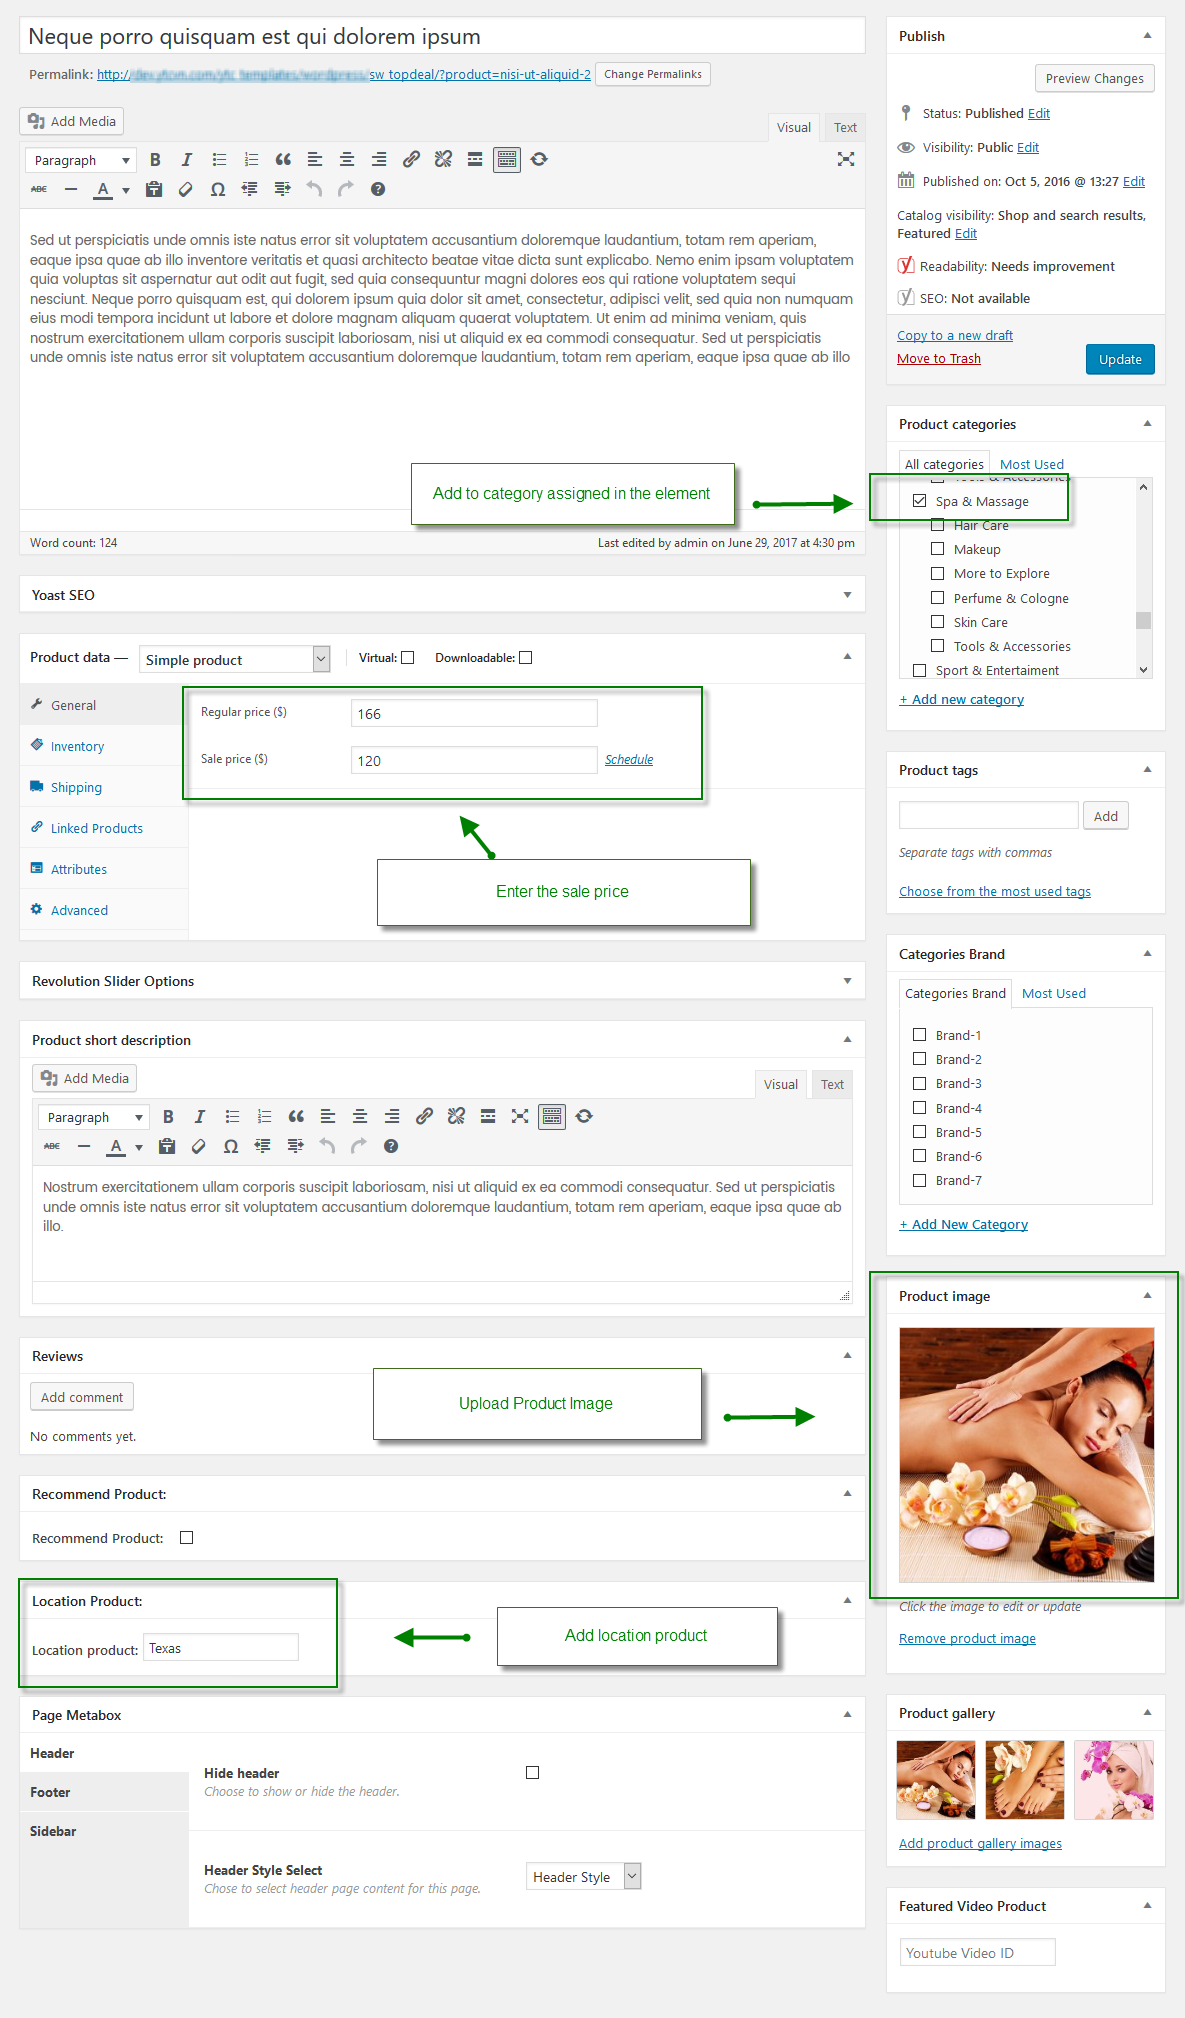 Neque porro quisquam est qui dolorem ipsum
Permalink: http:// sw_topdeal/?product=nisi-ut-aliquid-2 Change Permalinks
Add Media
Visual Text
Paragraph B I
ABC A Ω
Sed ut perspiciatis unde omnis iste natus error sit voluptatem accusantium doloremque laudantium, totam rem aperiam,
eaque ipsa quae ab illo inventore veritatis et quasi architecto beatae vitae dicta sunt explicabo. Nemo enim ipsam voluptatem
quia voluptas sit aspernatur aut odit aut fugit, sed quia consequuntur magni dolores eos qui ratione voluptatem sequi
nesciunt. Neque porro quisquam est, qui dolorem ipsum quia dolor sit amet, consectetur, adipisci velit, sed quia non numquam
eius modi tempora incidunt ut labore et dolore magnam aliquam quaerat voluptatem. Ut enim ad minima veniam, quis
nostrum exercitationem ullam corporis suscipit laboriosam, nisi ut aliquid ex ea commodi consequatur. Sed ut perspiciatis
unde omnis iste natus error sit voluptatem accusantium doloremque laudantium, totam rem aperiam, eaque ipsa quae ab illo
Add to category assigned in the element
Word count: 124
Last edited by admin on June 29, 2017 at 4:30 pm
Yoast SEO
Product data — Simple product Virtual: Downloadable:
General
Inventory
Shipping
Linked Products
Attributes
Advanced
Regular price ($) 166
Sale price ($) 120 Schedule
Enter the sale price
Revolution Slider Options
Product short description
Add Media
Visual Text
Paragraph B I
ABC A Ω
Nostrum exercitationem ullam corporis suscipit laboriosam, nisi ut aliquid ex ea commodi consequatur. Sed ut perspiciatis
unde omnis iste natus error sit voluptatem accusantium doloremque laudantium, totam rem aperiam, eaque ipsa quae ab
illo.
Reviews
Add comment
No comments yet.
Upload Product Image
Recommend Product:
Recommend Product:
Location Product:
Location product: Texas
Add location product
Page Metabox
Header
Footer
Sidebar
Hide header
Choose to show or hide the header.
Header Style Select
Chose to select header page content for this page.
Header Style
Publish
Preview Changes
Status: Published Edit
Visibility: Public Edit
Published on: Oct 5, 2016 @ 13:27 Edit
Catalog visibility: Shop and search results,
Featured Edit
Readability: Needs improvement
SEO: Not available
Copy to a new draft
Move to Trash
Update
Product categories
All categories Most Used
Tools & Accessories
Spa & Massage
Hair Care
Makeup
More to Explore
Perfume & Cologne
Skin Care
Tools & Accessories
Sport & Entertaiment
+ Add new category
Product tags
Add
Separate tags with commas
Choose from the most used tags
Categories Brand
Categories Brand Most Used
Brand-1
Brand-2
Brand-3
Brand-4
Brand-5
Brand-6
Brand-7
+ Add New Category
Product image
Click the image to edit or update
Remove product image
Product gallery
Add product gallery images
Featured Video Product
Youtube Video ID